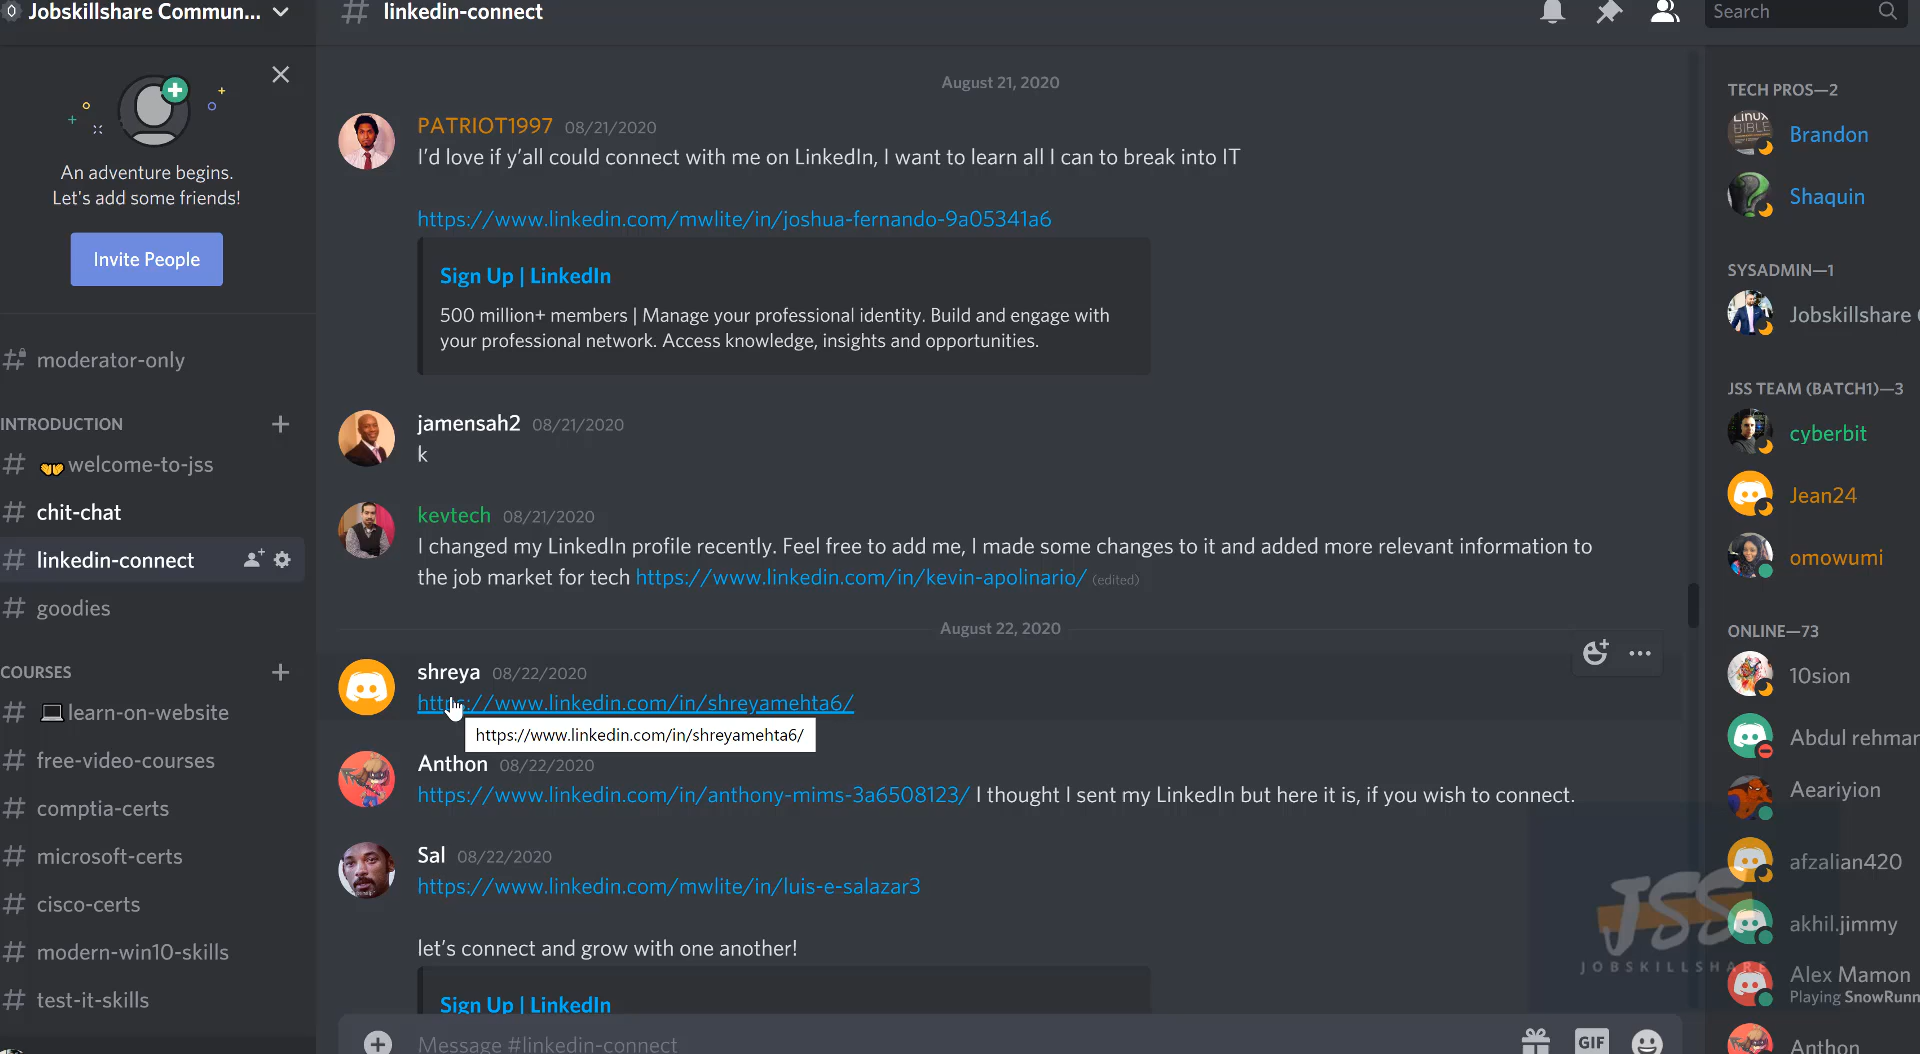 Jobskillshare Commun...
An adventure begins.
Let's add some friends!
Invite People
moderator-only
INTRODUCTION
welcome-to-jss
chit-chat
linkedin-connect
goodies
COURSES
learn-on-website
free-video-courses
comptia-certs
microsoft-certs
cisco-certs
modern-win10-skills
test-it-skills
# linkedin-connect
Search
August 21, 2020
PATRIOT1997 08/21/2020
I'd love if y'all could connect with me on LinkedIn, I want to learn all I can to break into IT
https://www.linkedin.com/mwlite/in/joshua-fernando-9a05341a6
Sign Up | LinkedIn
500 million+ members | Manage your professional identity. Build and engage with
your professional network. Access knowledge, insights and opportunities.
jamensah2 08/21/2020
k
kevtech 08/21/2020
I changed my LinkedIn profile recently. Feel free to add me, I made some changes to it and added more relevant information to
the job market for tech https://www.linkedin.com/in/kevin-apolinario/ (edited)
August 22, 2020
shreya 08/22/2020
https://www.linkedin.com/in/shreyamehta6/
https://www.linkedin.com/in/shreyamehta6/
Anthon 08/22/2020
https://www.linkedin.com/in/anthony-mims-3a6508123/ I thought I sent my LinkedIn but here it is, if you wish to connect.
Sal 08/22/2020
https://www.linkedin.com/mwlite/in/luis-e-salazar3
let's connect and grow with one another!
Sign Up | LinkedIn
Message #linkedin-connect
GIF
TECH PROS—2
LINUX
BIBLE
Brandon
Shaquin
SYSADMIN—1
Jobskillshare
JSS TEAM (BATCH1)—3
cyberbit
Jean24
omowumi
ONLINE—73
10sion
Abdul rehmar
Aeariyion
afzalian420
akhil.jimmy
Alex Mamon
Playing SnowRunn
Anthon
JSS
JOBSKILLSHARE